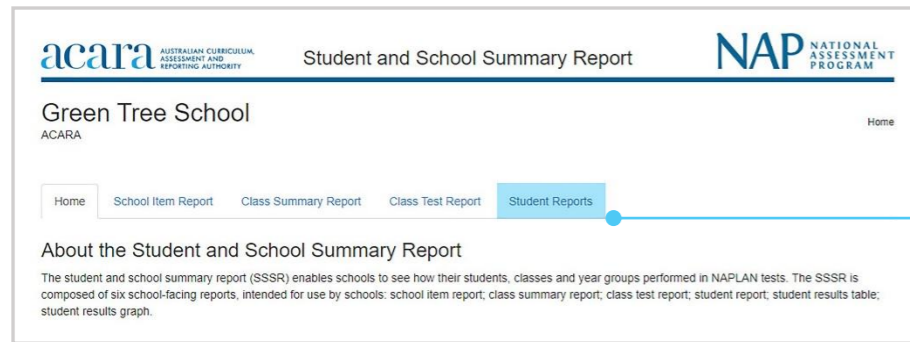 acara AUSTRALIAN CURRICULUM,
ASSESSMENT AND
REPORTING AUTHORITY
Student and School Summary Report
NAP NATIONAL
ASSESSMENT
PROGRAM
Green Tree School
ACARA
Home
Home School Item Report Class Summary Report Class Test Report Student Reports
About the Student and School Summary Report
The student and school summary report (SSSR) enables schools to see how their students, classes and year groups performed in NAPLAN tests. The SSSR is
composed of six school-facing reports, intended for use by schools: school item report; class summary report; class test report; student report; student results table;
student results graph.